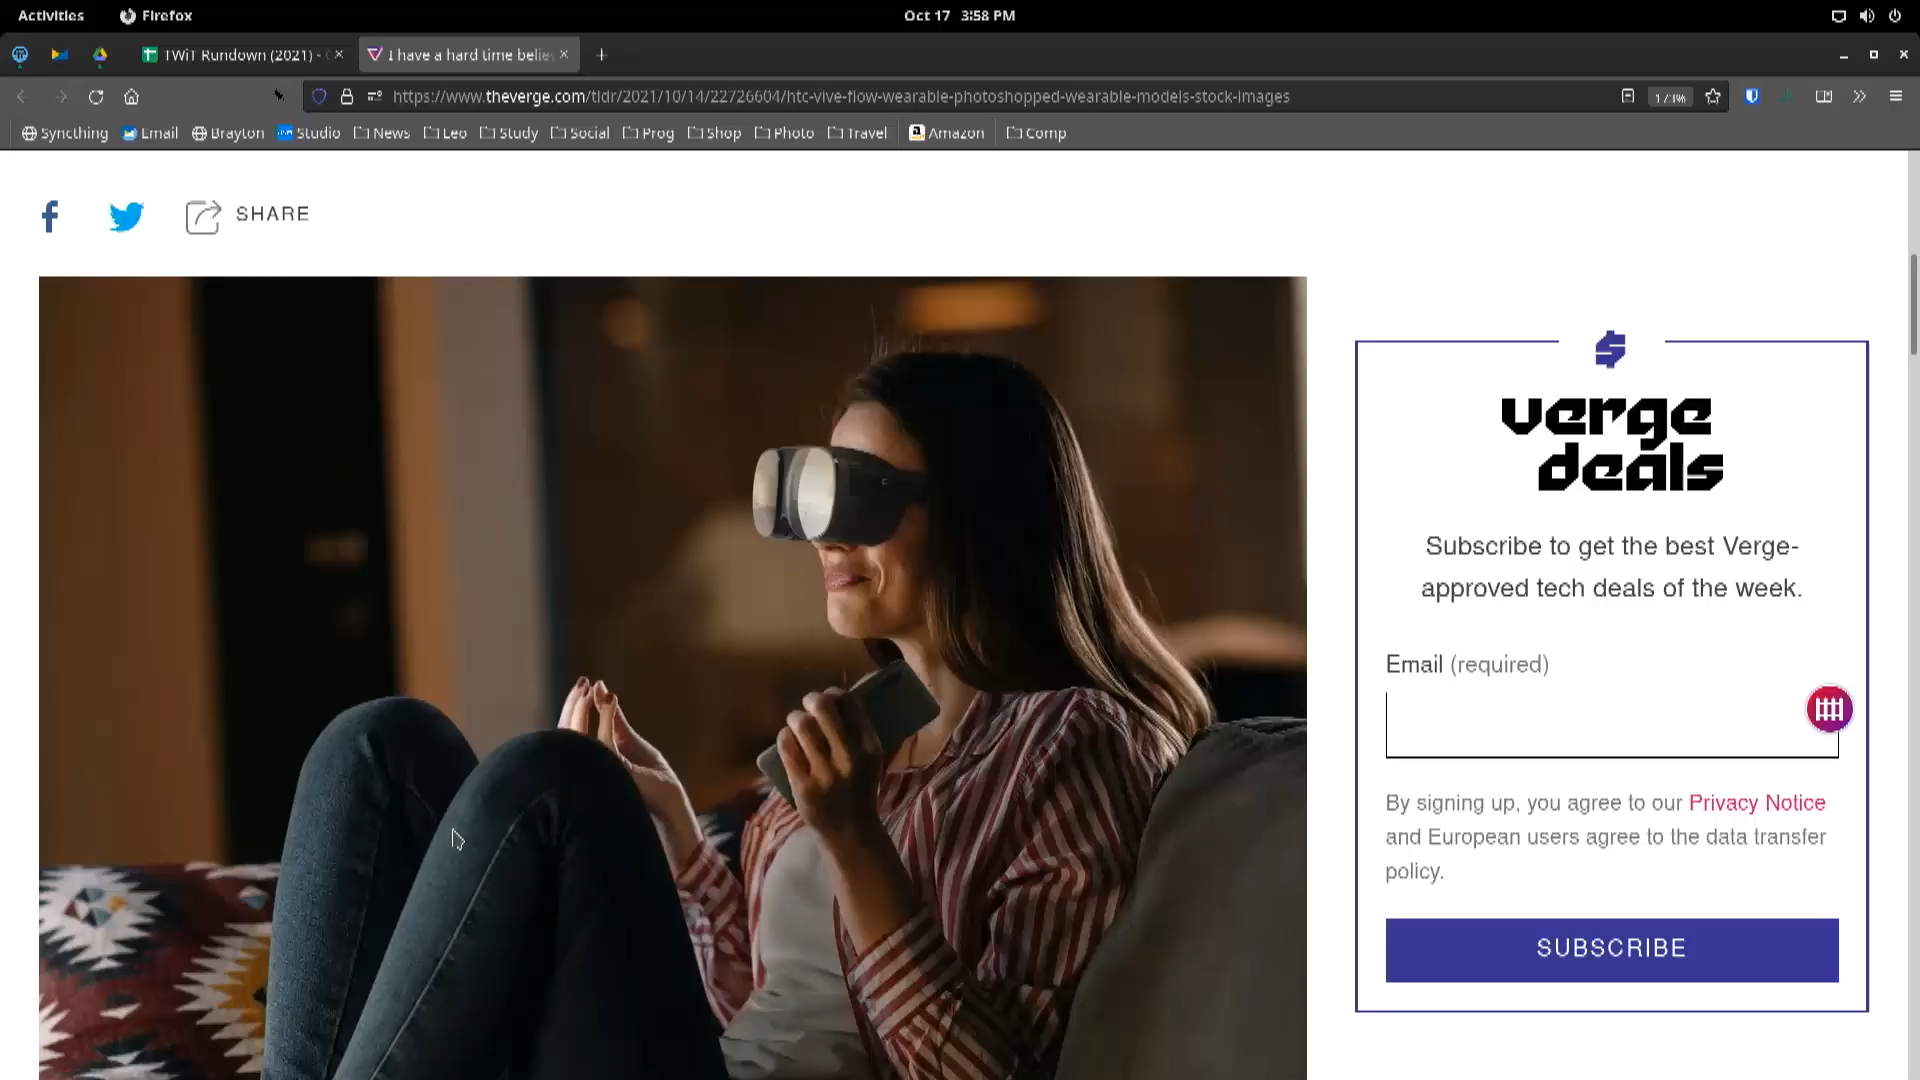 Activities
Firefox
Oct 17 3:58 PM
TWiT Rundown (2021) -
I have a hard time belie
https://www.theverge.com/tldr/2021/10/14/22726604/htc-vive-flow-wearable-photoshopped-wearable-models-stock-images
173%
Syncthing
Email
Brayton
Studio
News
Leo
Study
Social
Prog
Shop
Photo
Travel
Amazon
Comp
SHARE
verge
deals
Subscribe to get the best Verge-
approved tech deals of the week.
Email (required)
By signing up, you agree to our Privacy Notice
and European users agree to the data transfer
policy.
SUBSCRIBE